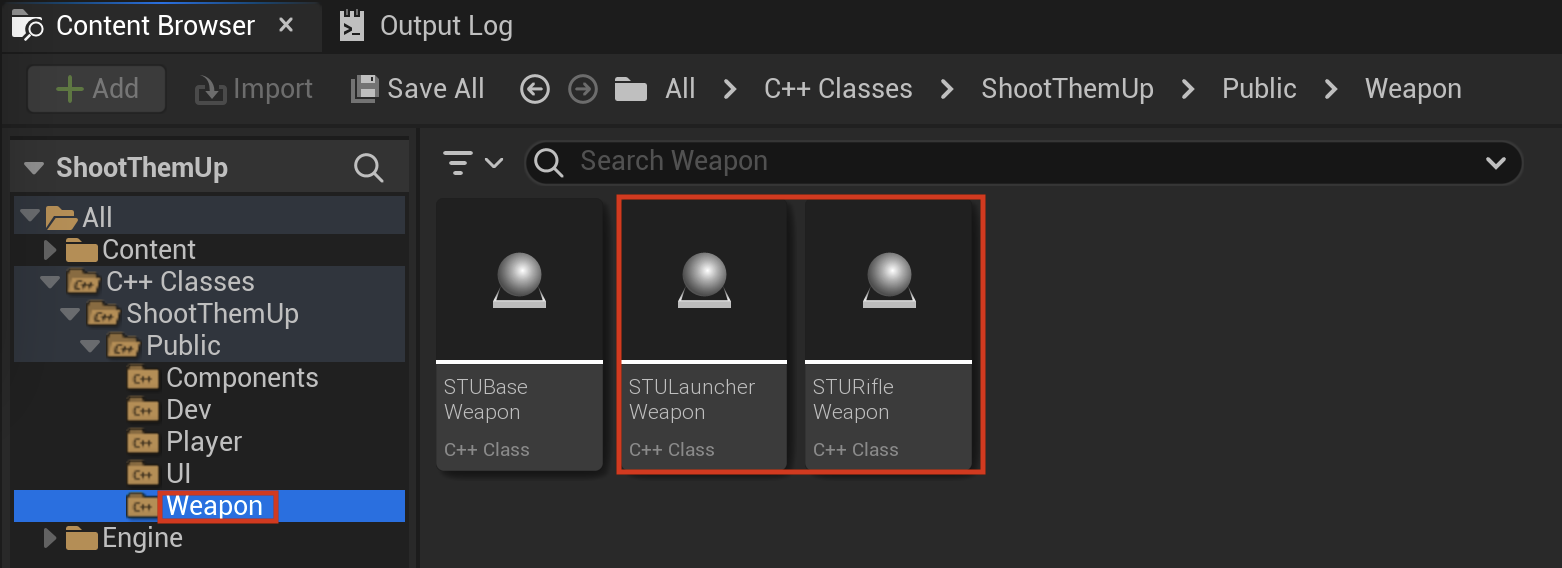 Content Browser
Output Log
Add
Import
Save All
All
C++ Classes
ShootThemUp
Public
Weapon
ShootThemUp
Search Weapon
All
Content
C++ Classes
ShootThemUp
Public
C++ Components
C++ Dev
C++ Player
C++ UI
C++ Weapon
Engine
STUBase
Weapon
C++ Class
STULauncher
Weapon
C++ Class
STURifle
Weapon
C++ Class